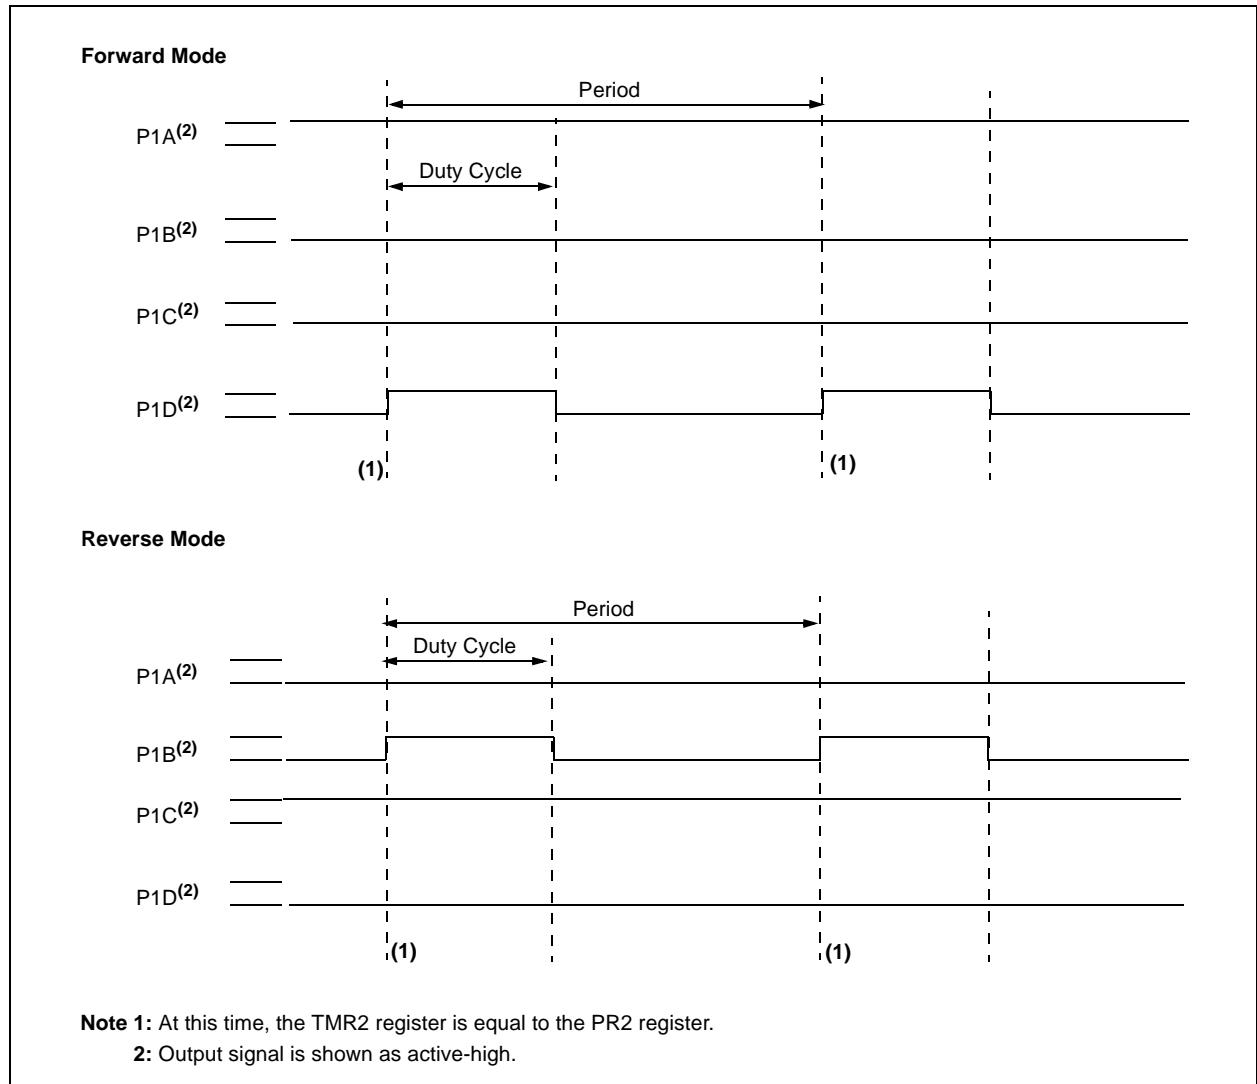 Forward Mode
Period
P1A(2)
Duty Cycle
P1B(2)
P1C(2)
P1D(2)
(1)
(1)
Reverse Mode
Period
Duty Cycle
P1A(2)
P1B(2)
P1C(2)
P1D(2)
(1)
(1)
Note 1: At this time, the TMR2 register is equal to the PR2 register.
2: Output signal is shown as active-high.